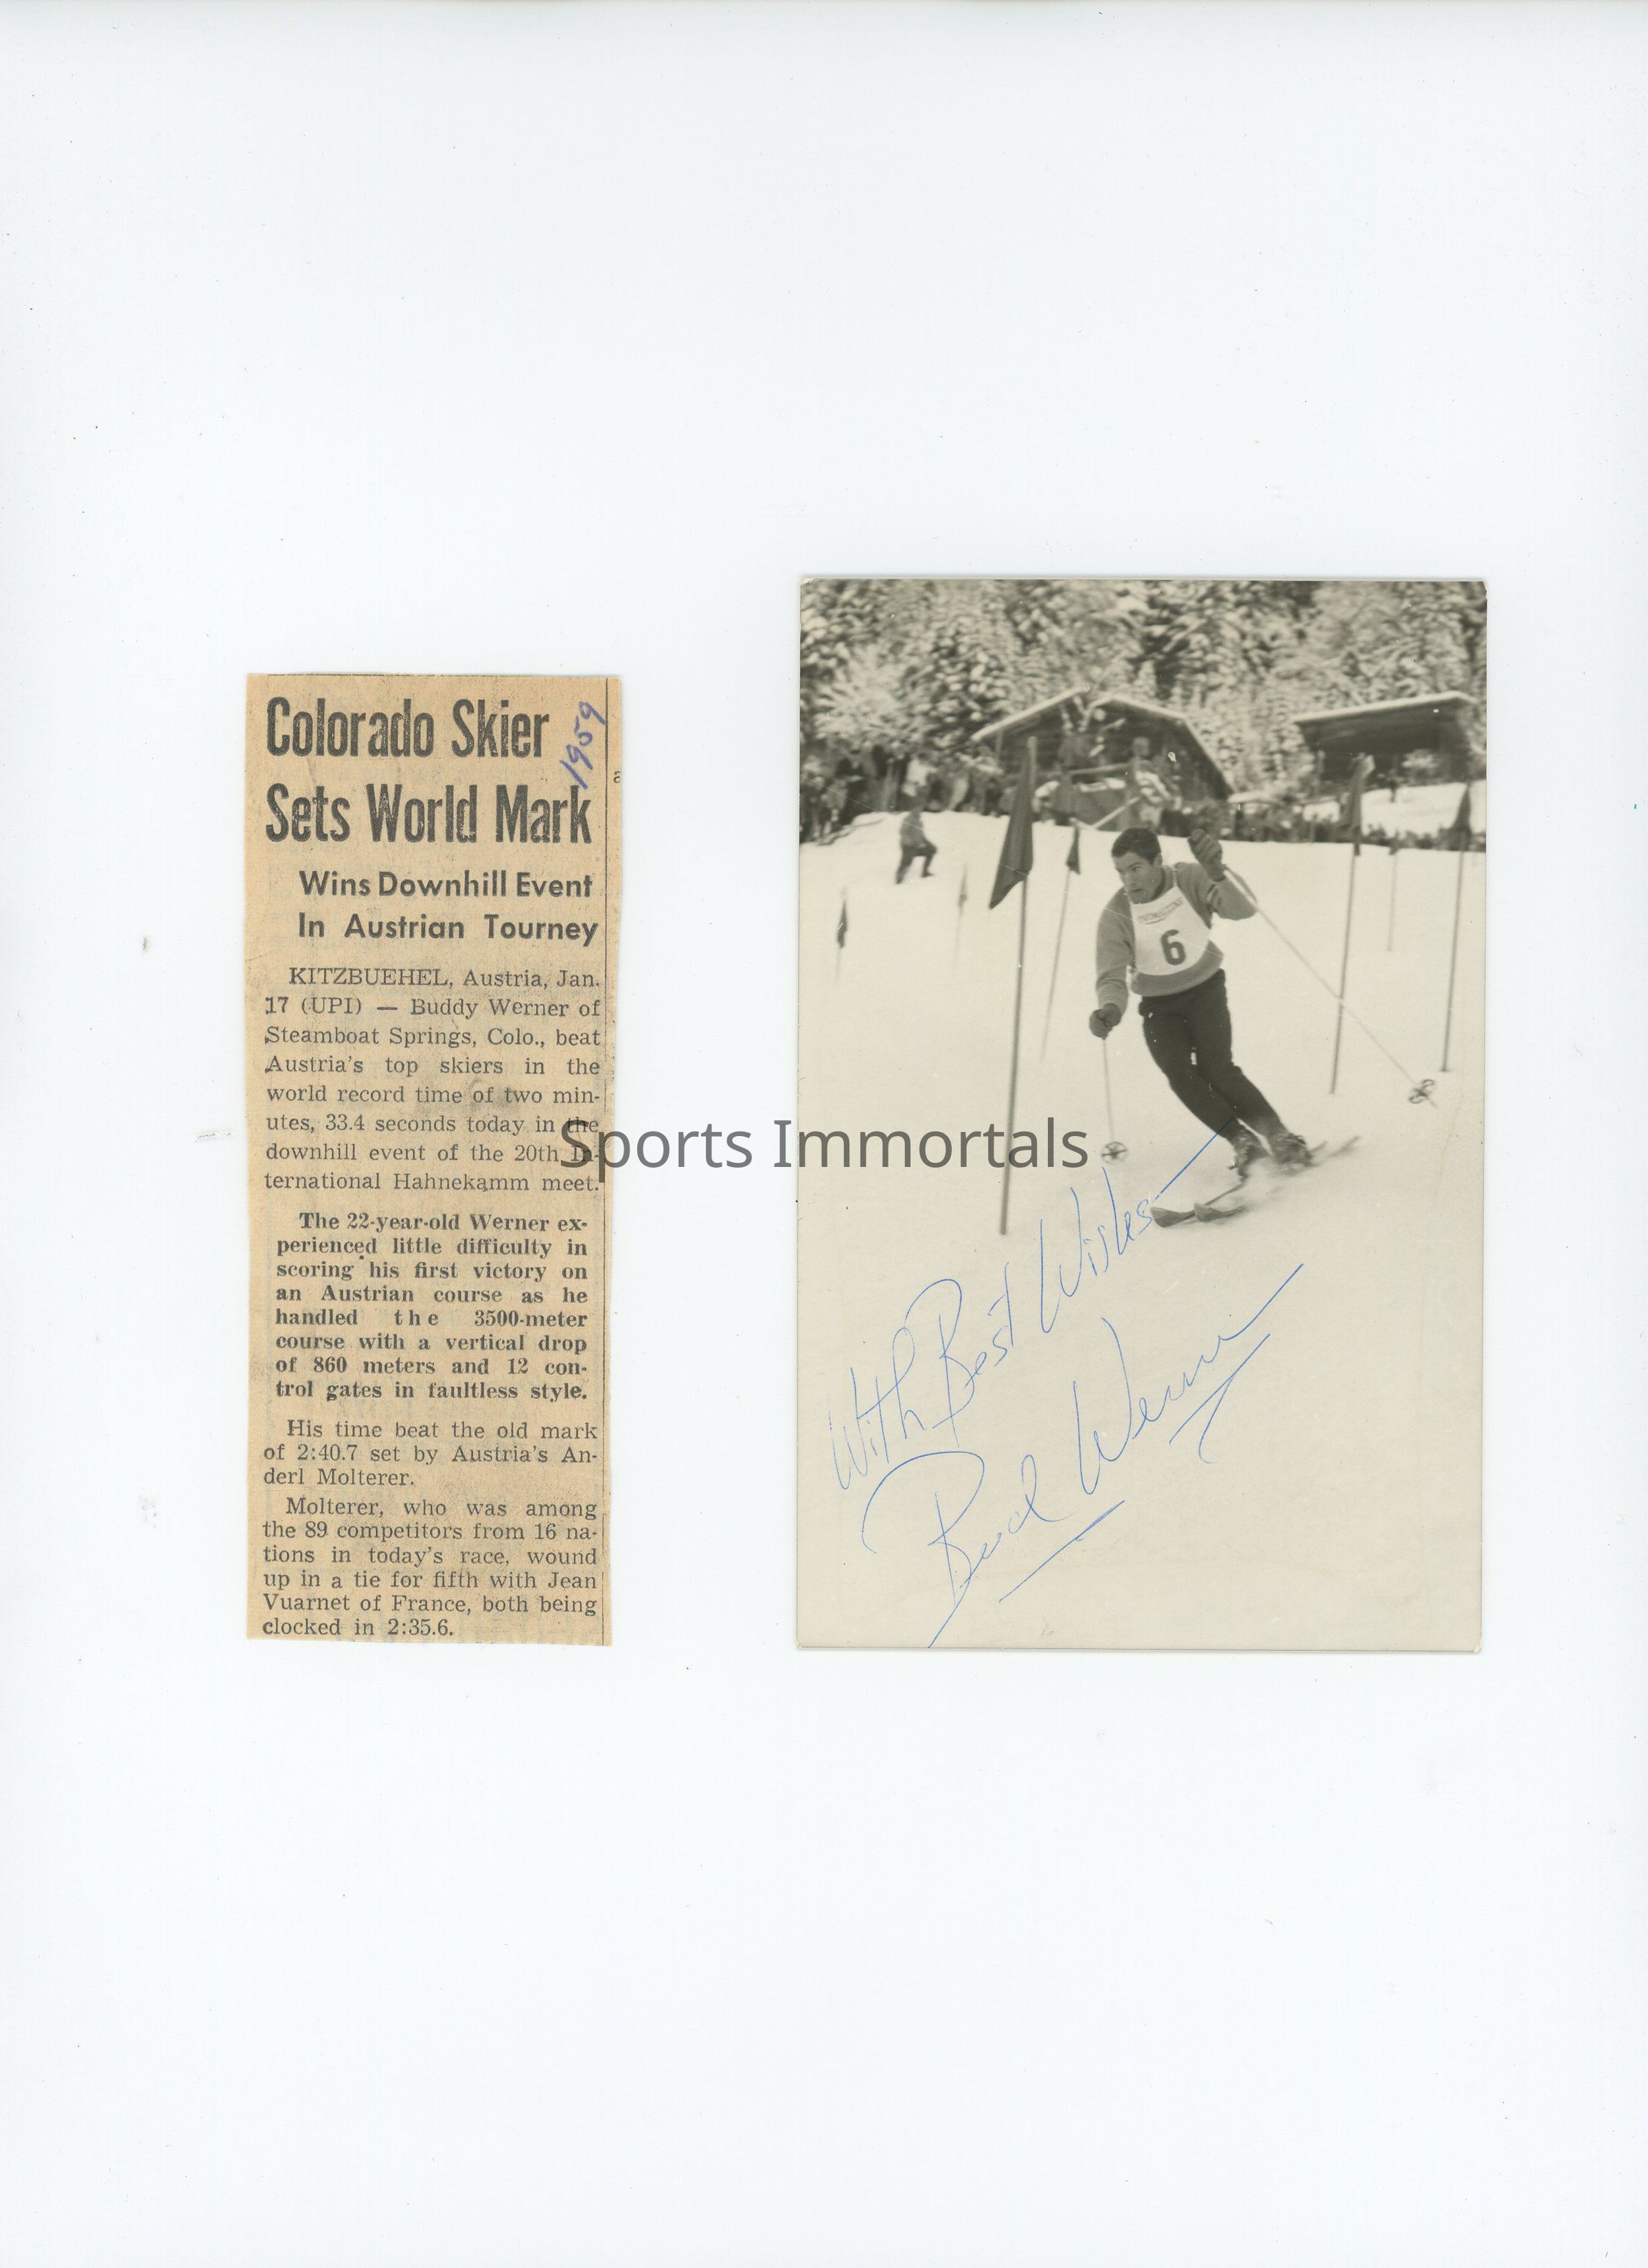 Colorado Skier
Sets World Mark
1959
Wins Downhill Event
In Austrian Tourney
KITZBUEHEL, Austria, Jan.
17 (UPI) — Buddy Werner of
Steamboat Springs, Colo., beat
Austria's top skiers in the
world record time of two min-
utes, 33.4 seconds today in the
downhill event of the 20th In-
ternational Hahnekamm meet.
The 22-year-old Werner ex-
perienced little difficulty in
scoring his first victory on
an Austrian course as he
handled the 3500-meter
course with a vertical drop
of 860 meters and 12 con-
trol gates in faultless style.
His time beat the old mark
of 2:40.7 set by Austria's An-
derl Molterer.
Molterer, who was among
the 89 competitors from 16 na-
tions in today's race, wound
up in a tie for fifth with Jean
Vuarnet of France, both being
clocked in 2:35.6.
a
6
With Best Wishes
Bud Werner
Sports Immortals